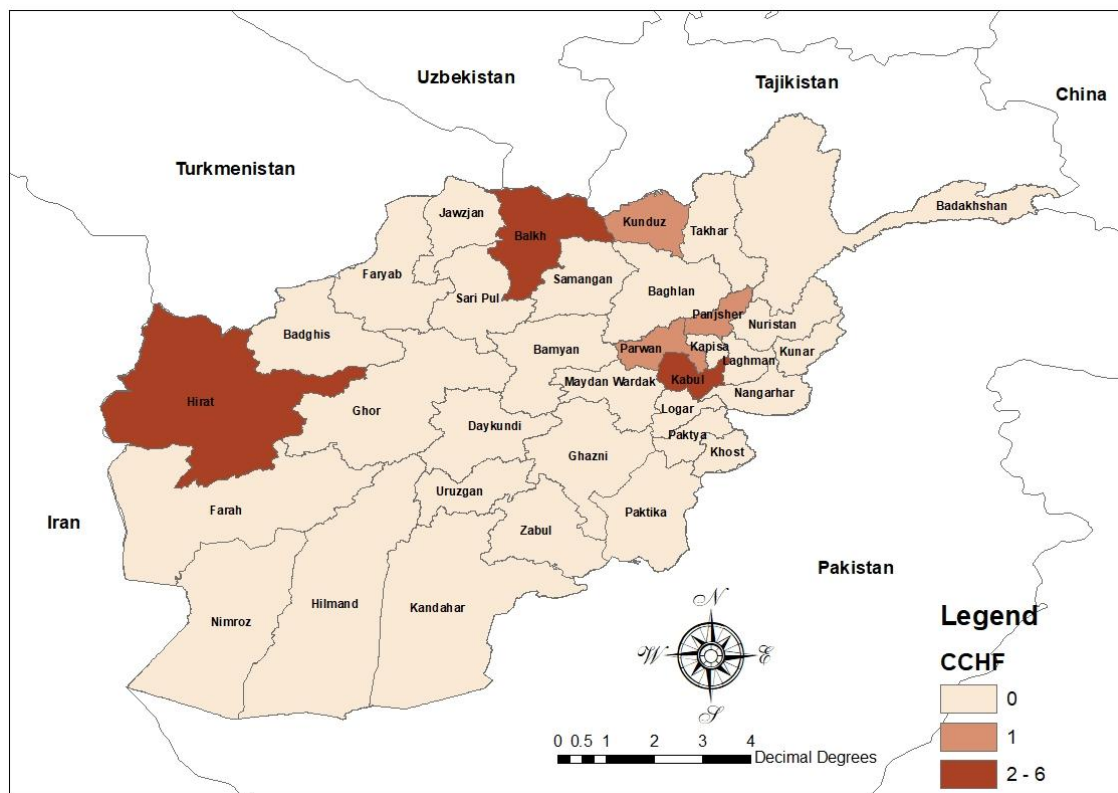 Uzbekistan
Tajikistan
China
Turkmenistan
Badakhshan
Jawzjan
Kunduz
Takhar
Balkh
Faryab
Samangan
Baghlan
Sari Pul
Panjsher
Nuristan
Badghis
Kapisa
Parwan
Bamyan
Laghman
Kunar
Kabul
Maydan Wardak
Nangarhar
Hirat
Ghor
Logar
Daykundi
Paktya
Khost
Ghazni
Uruzgan
Farah
Paktika
Iran
Zabul
Pakistan
Hilmand
Kandahar
Nimroz
N
W
E
S
Legend
CCHF
0
1
2 - 6
0 0.5 1 2 3 4
Decimal Degrees